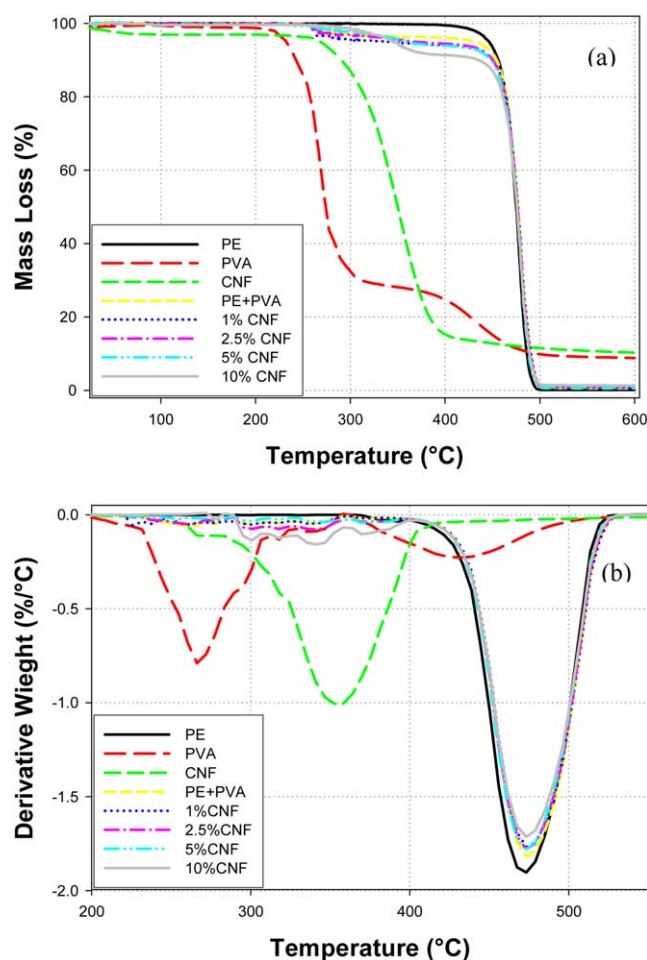 100
(a)
80
60
40
20
0
Mass Loss (%)
PE
PVA
CNF
PE+PVA
1% CNF
2.5% CNF
5% CNF
10% CNF
100 200 300 400 500 600
Temperature (°C)
0.0
(b)
-0.5
-1.0
-1.5
-2.0
Derivative Wieght (%/°C)
PE
PVA
CNF
PE+PVA
1%CNF
2.5%CNF
5%CNF
10%CNF
200 300 400 500
Temperature (°C)